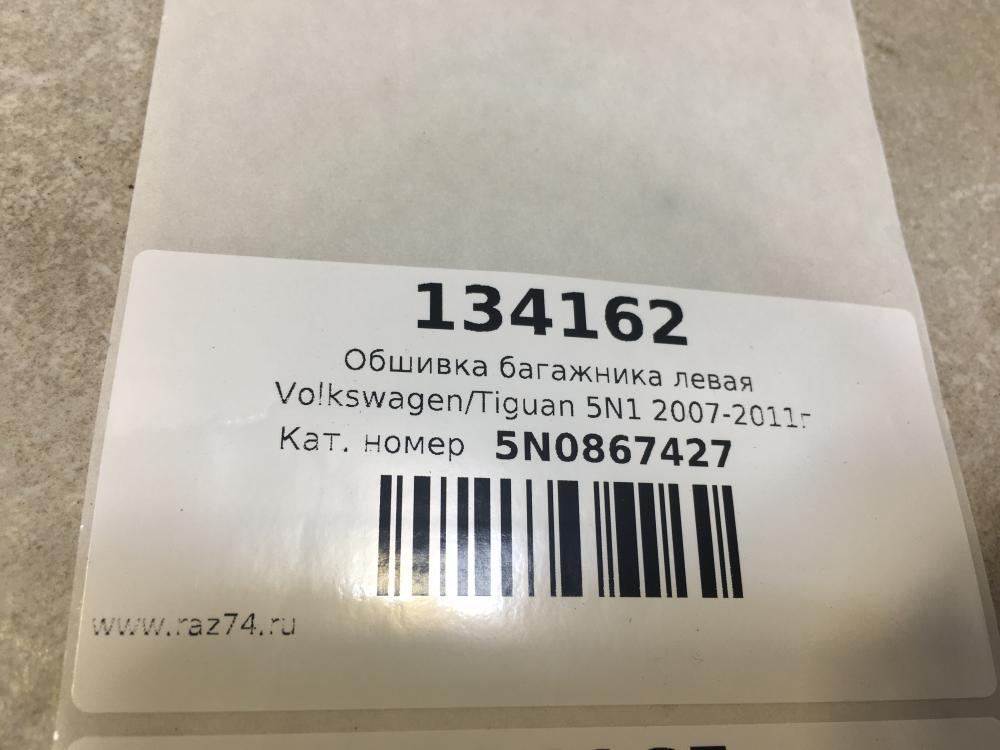 134162
Обшивка багажника левая
Volkswagen/Tiguan 5N1 2007-2011г
Кат. номер 5N0867427
www.raz74.ru